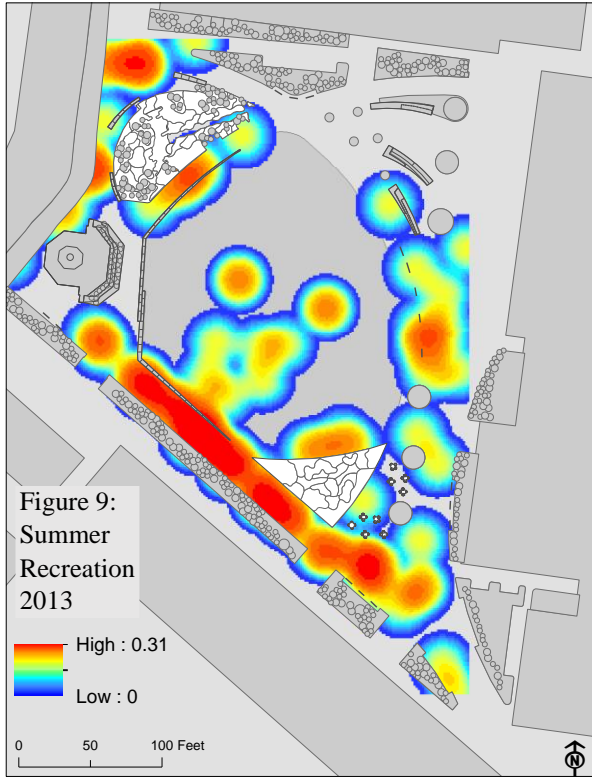 Figure 9:
Summer
Recreation
2013
High : 0.31
Low : 0
0 50 100 Feet
N